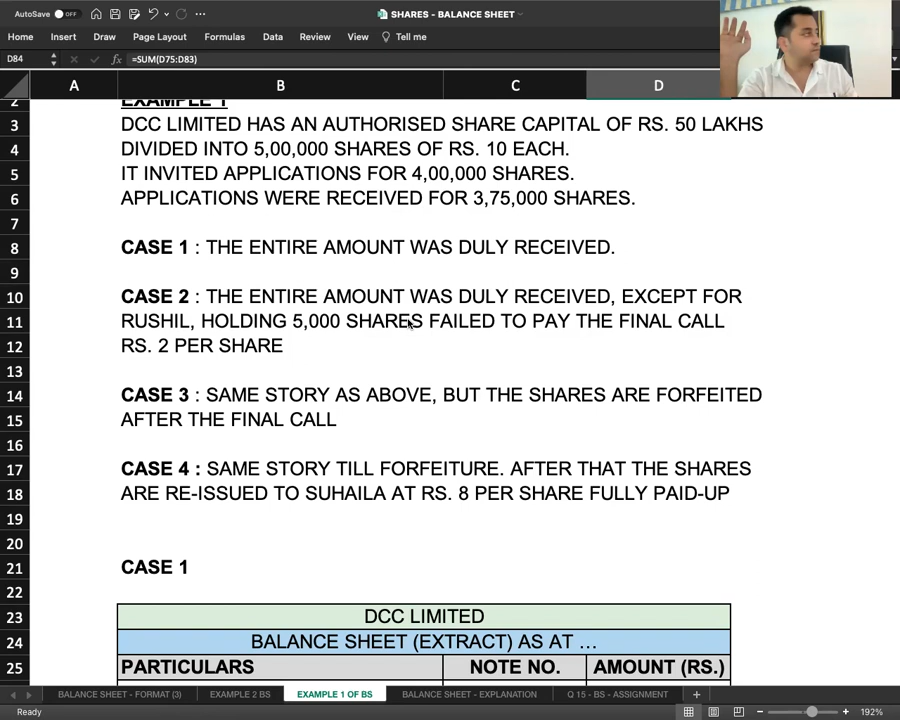 AutoSave OFF SHARES - BALANCE SHEET
Home Insert Draw Page Layout Formulas Data Review View Tell me
D84 fx =SUM(D75:D83)
A B C D
2 EXAMPLE 1
3 DCC LIMITED HAS AN AUTHORISED SHARE CAPITAL OF RS. 50 LAKHS
4 DIVIDED INTO 5,00,000 SHARES OF RS. 10 EACH.
5 IT INVITED APPLICATIONS FOR 4,00,000 SHARES.
6 APPLICATIONS WERE RECEIVED FOR 3,75,000 SHARES.
7
8 CASE 1 : THE ENTIRE AMOUNT WAS DULY RECEIVED.
9
10 CASE 2 : THE ENTIRE AMOUNT WAS DULY RECEIVED, EXCEPT FOR
11 RUSHIL, HOLDING 5,000 SHARES FAILED TO PAY THE FINAL CALL
12 RS. 2 PER SHARE
13
14 CASE 3 : SAME STORY AS ABOVE, BUT THE SHARES ARE FORFEITED
15 AFTER THE FINAL CALL
16
17 CASE 4 : SAME STORY TILL FORFEITURE. AFTER THAT THE SHARES
18 ARE RE-ISSUED TO SUHAILA AT RS. 8 PER SHARE FULLY PAID-UP
19
20
21 CASE 1
22
23 DCC LIMITED
24 BALANCE SHEET (EXTRACT) AS AT ...
25 PARTICULARS NOTE NO. AMOUNT (RS.)
BALANCE SHEET - FORMAT (3) EXAMPLE 2 BS EXAMPLE 1 OF BS BALANCE SHEET - EXPLANATION Q 15 - BS - ASSIGNMENT +
Ready 192%